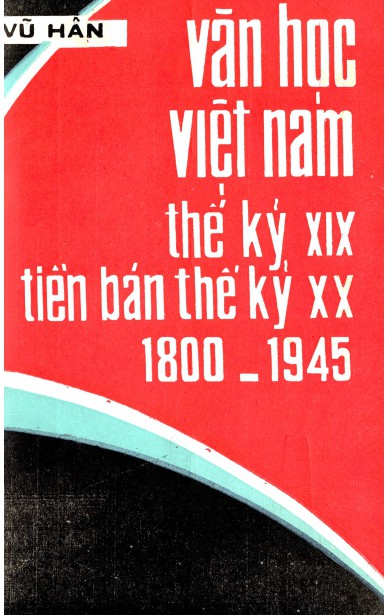 VŨ HÂN
văn học
việt nam
thế kỷ XIX
tiền bán thế kỷ XX
1800 - 1945